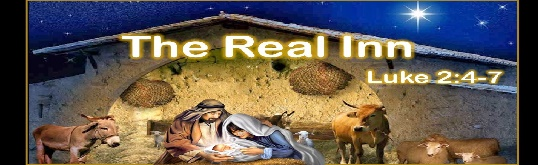 The Real Inn
Luke 2:4-7